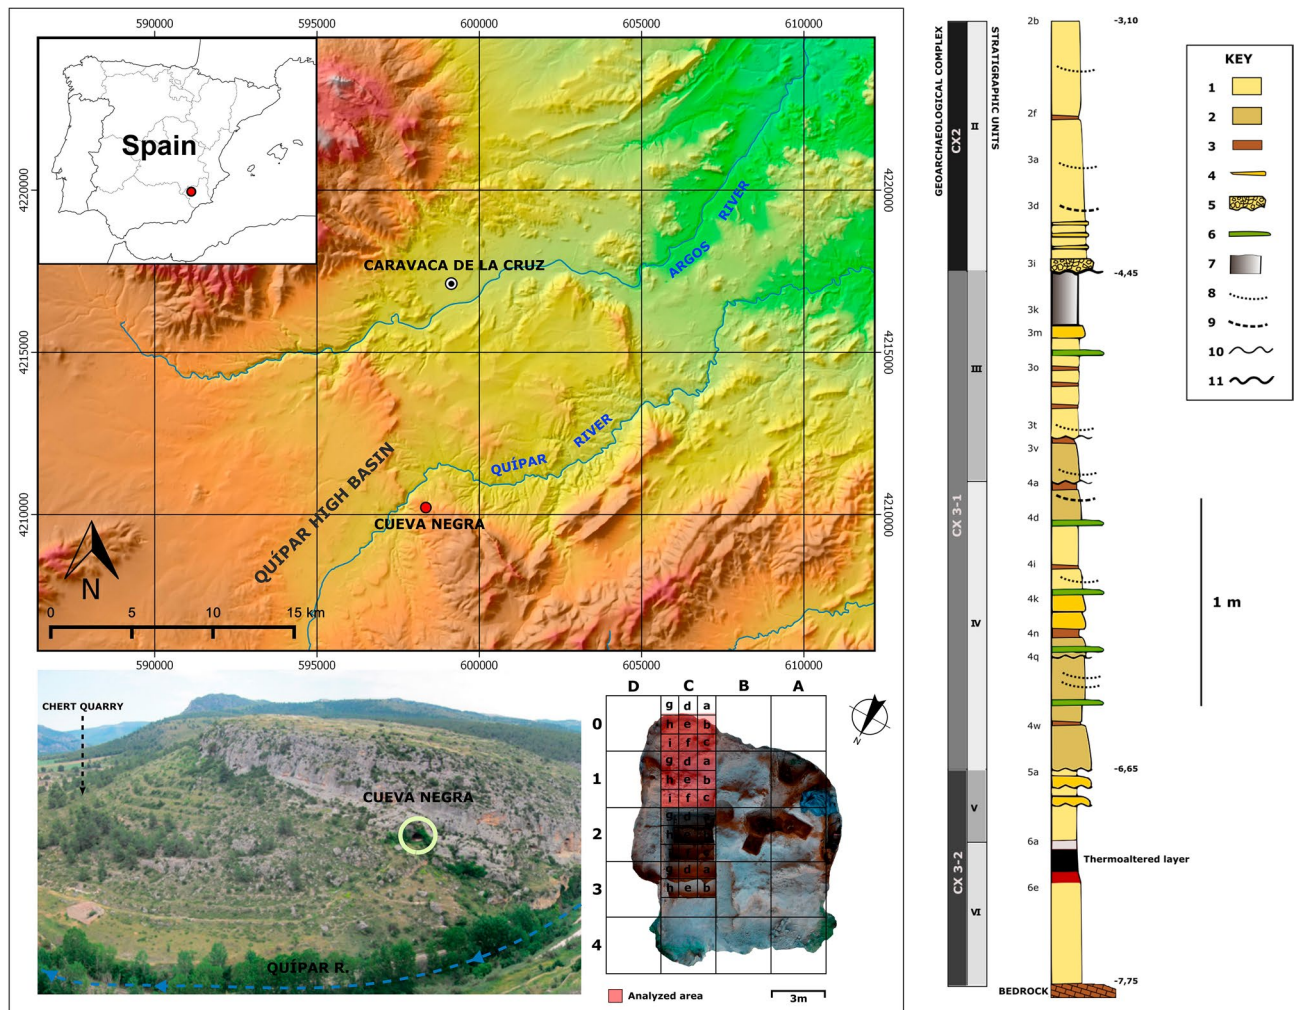 590000 595000 600000 605000 610000
4220000
4215000
4210000
4220000
4215000
4210000
Spain
CARAVACA DE LA CRUZ
ARGOS RIVER
QUÍPAR RIVER
QUÍPAR HIGH BASIN
CUEVA NEGRA
N
0 5 10 15 km
590000 595000 600000 605000 610000
CHERT QUARRY
CUEVA NEGRA
QUÍPAR R.
D C B A
g d a
0
h e b
i f c
g d a
1
h e b
i f c
g d
2
h
g d a
3
h e b
4
N
Analyzed area
3m
GEOARCHAEOLOGICAL COMPLEX
STRATIGRAPHIC UNITS
CX2
CX 3-1
CX 3-2
II
III
IV
V
VI
2b
2f
3a
3d
3i
3k
3m
3o
3t
3v
4a
4d
4i
4k
4n
4q
4w
5a
6a
6e
BEDROCK
-3,10
-4,45
-6,65
-7,75
Thermoaltered layer
1 m
KEY
1
2
3
4
5
6
7
8
9
10
11